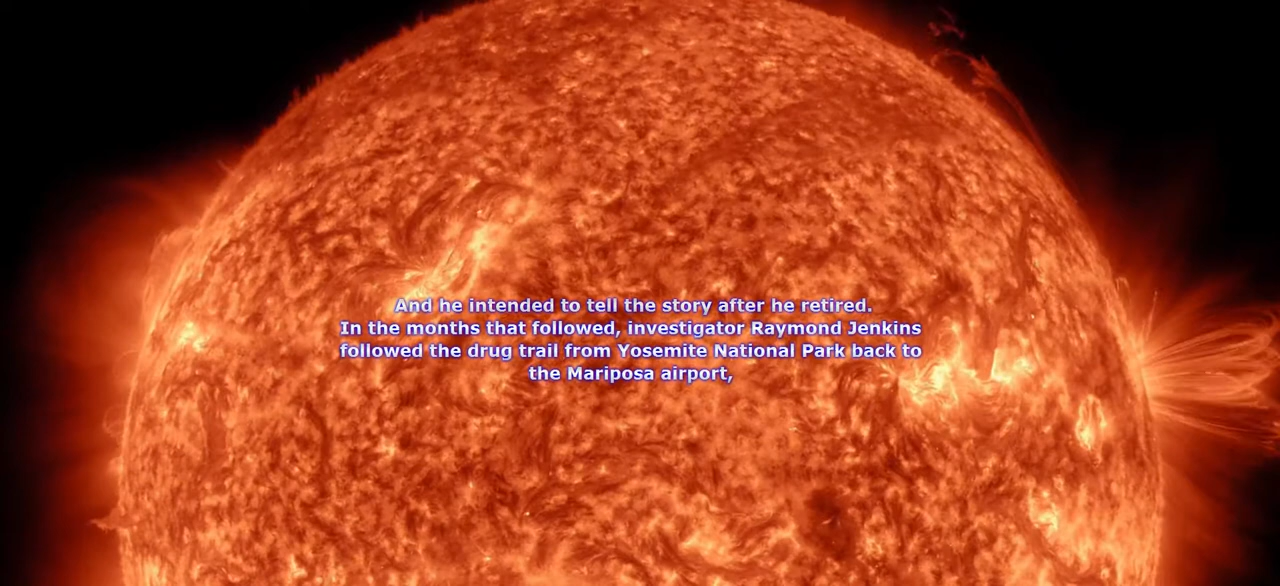 And he intended to tell the story after he retired.
In the months that followed, investigator Raymond Jenkins
followed the drug trail from Yosemite National Park back to
the Mariposa airport,